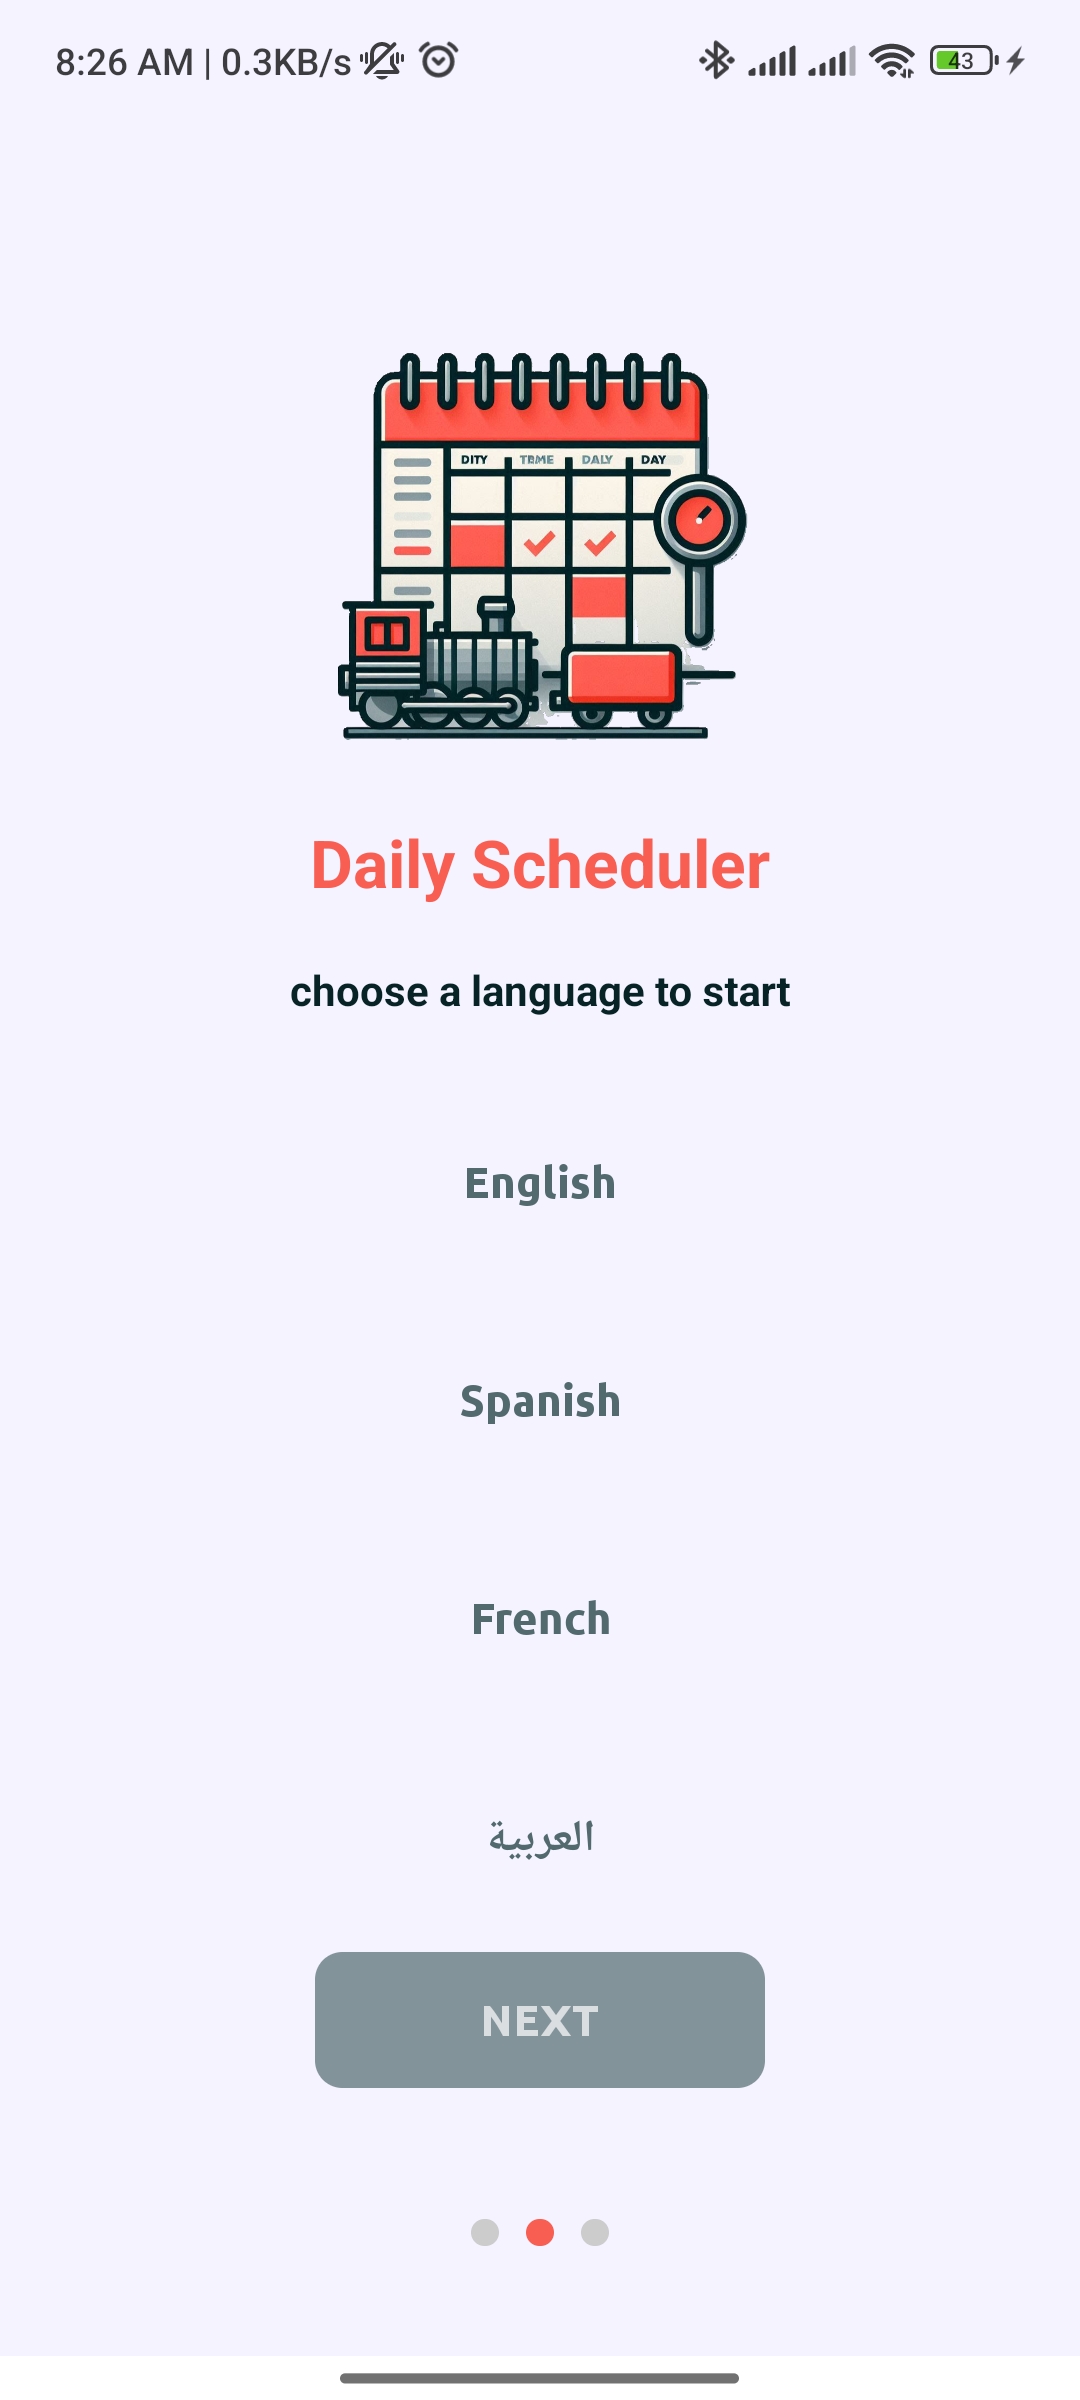 8:26 AM | 0.3KB/s
43
DITY TBME DALY DAY
Daily Scheduler
choose a language to start
English
Spanish
French
العربية
NEXT